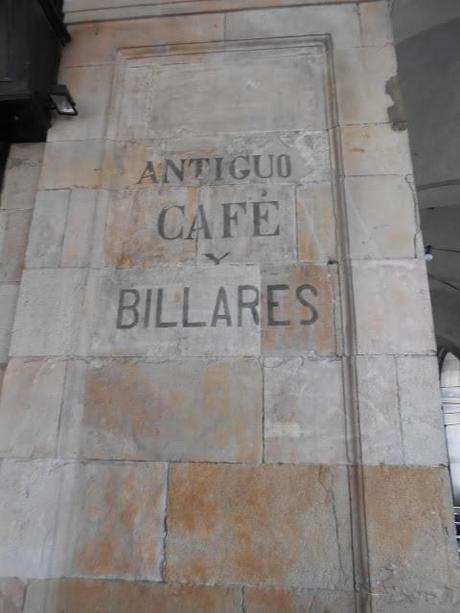 ANTIGUO
CAFÉ
Y
BILLARES